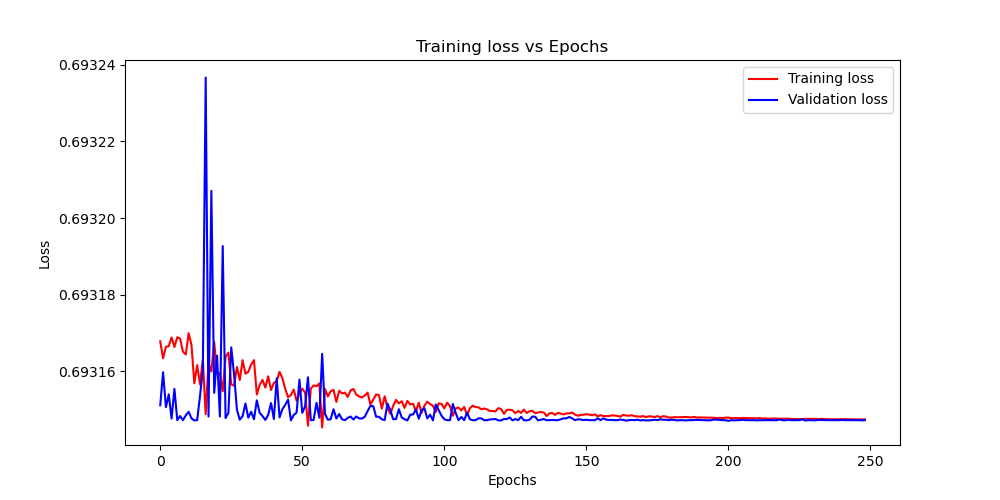 Training loss vs Epochs
0.69324
0.69322
0.69320
0.69318
0.69316
Loss
Training loss
Validation loss
0
50
100
150
200
250
Epochs